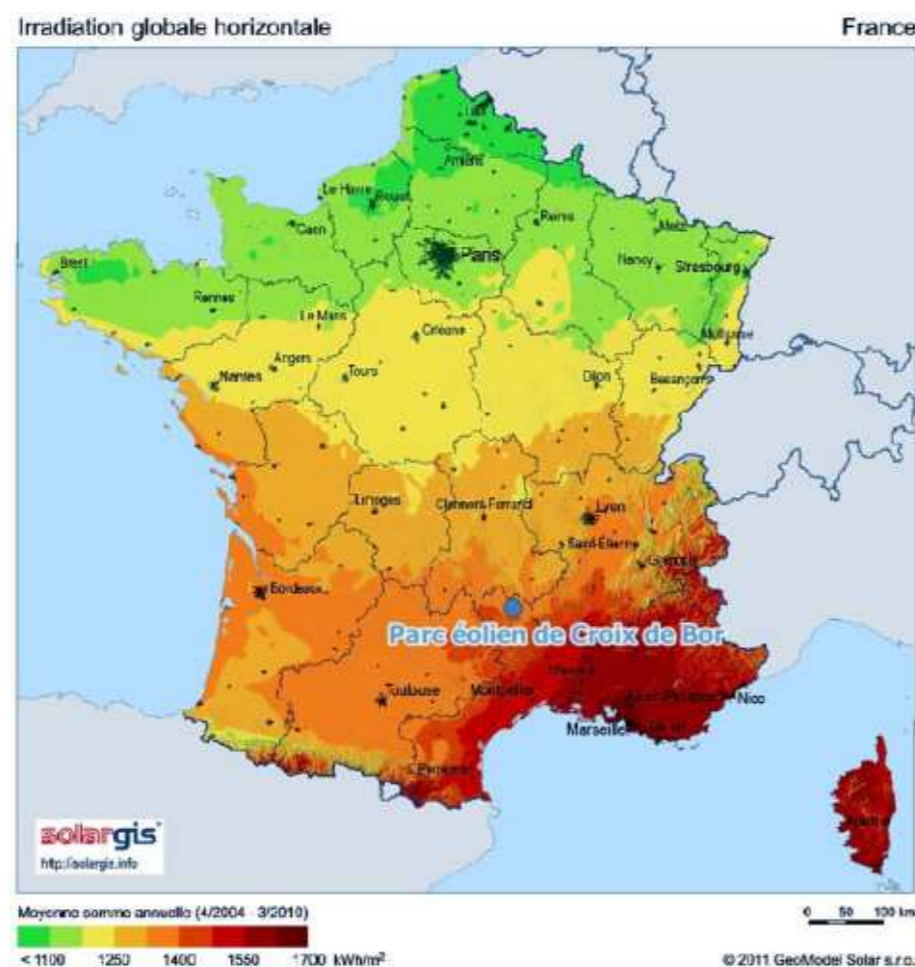 Irradiation globale horizontale
France
Amiens
Le Havre
Rouen
Caen
Reims
Metz
Paris
Nancy
Strasbourg
Brest
Rennes
Le Mans
Orléans
Mulhouse
Angers
Nantes
Tours
Dijon
Besançon
Limoges
Clermont-Ferrand
Lyon
Saint-Étienne
Grenoble
Bordeaux
Parc éolien de Croix de Bor
Toulouse
Montpellier
Nice
Marseille
solargis
http://solargis.info
Moyenne somme annuelle (4/2004 - 3/2010)
0 50 100 km
< 1100 1250 1400 1550 1700 kWh/m²
© 2011 GeoModel Solar s.r.o.